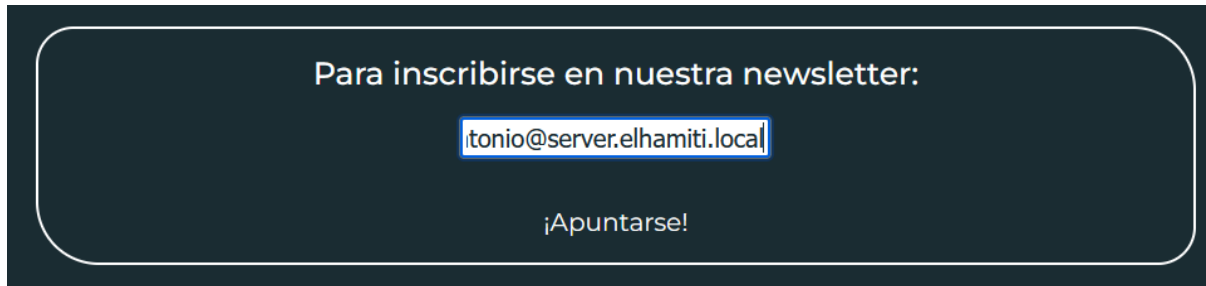 Para inscribirse en nuestra newsletter:
tonio@server.elhamiti.local
¡Apuntarse!